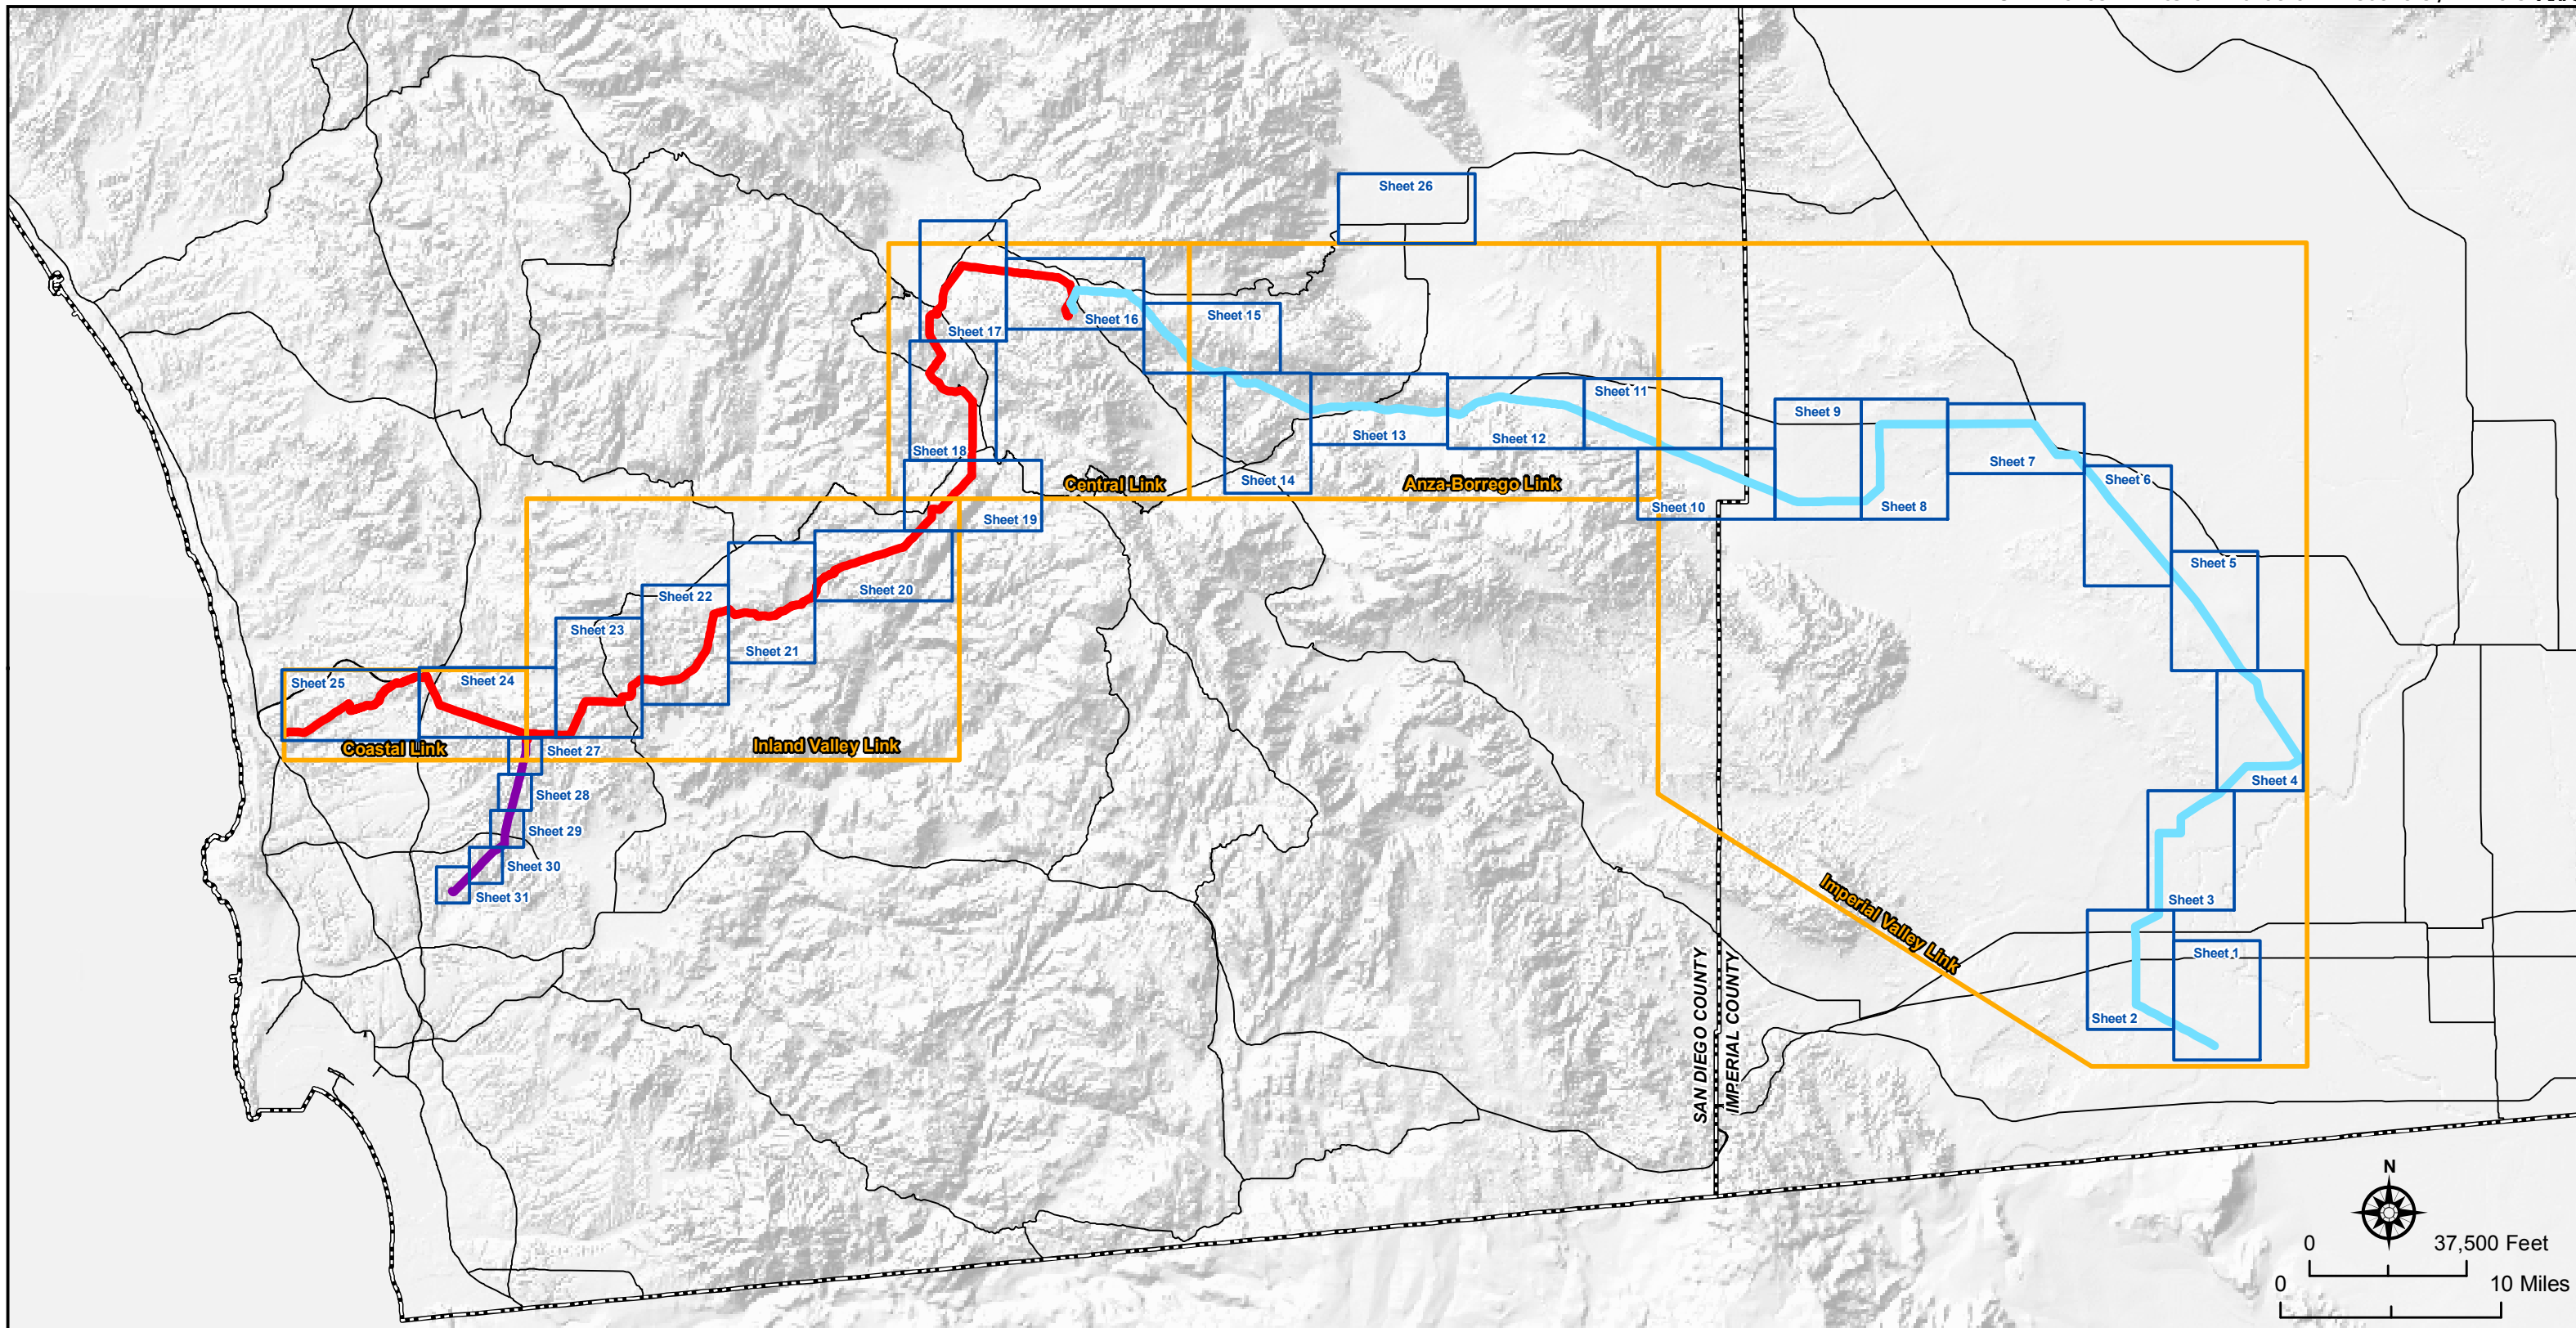 Sheet 26
Sheet 17
Sheet 16
Sheet 15
Sheet 11
Sheet 9
Sheet 18
Sheet 13
Sheet 12
Sheet 7
Sheet 14
Sheet 6
Central Link
Anza-Borrego Link
Sheet 19
Sheet 10
Sheet 8
Sheet 5
Sheet 20
Sheet 22
Sheet 23
Sheet 21
Sheet 25
Sheet 24
Coastal Link
Sheet 27
Inland Valley Link
Sheet 4
Sheet 28
Sheet 29
Sheet 30
Sheet 31
Sheet 3
Imperial Valley Link
Sheet 1
Sheet 2
SAN DIEGO COUNTY
IMPERIAL COUNTY
N
0 37,500 Feet
0 10 Miles